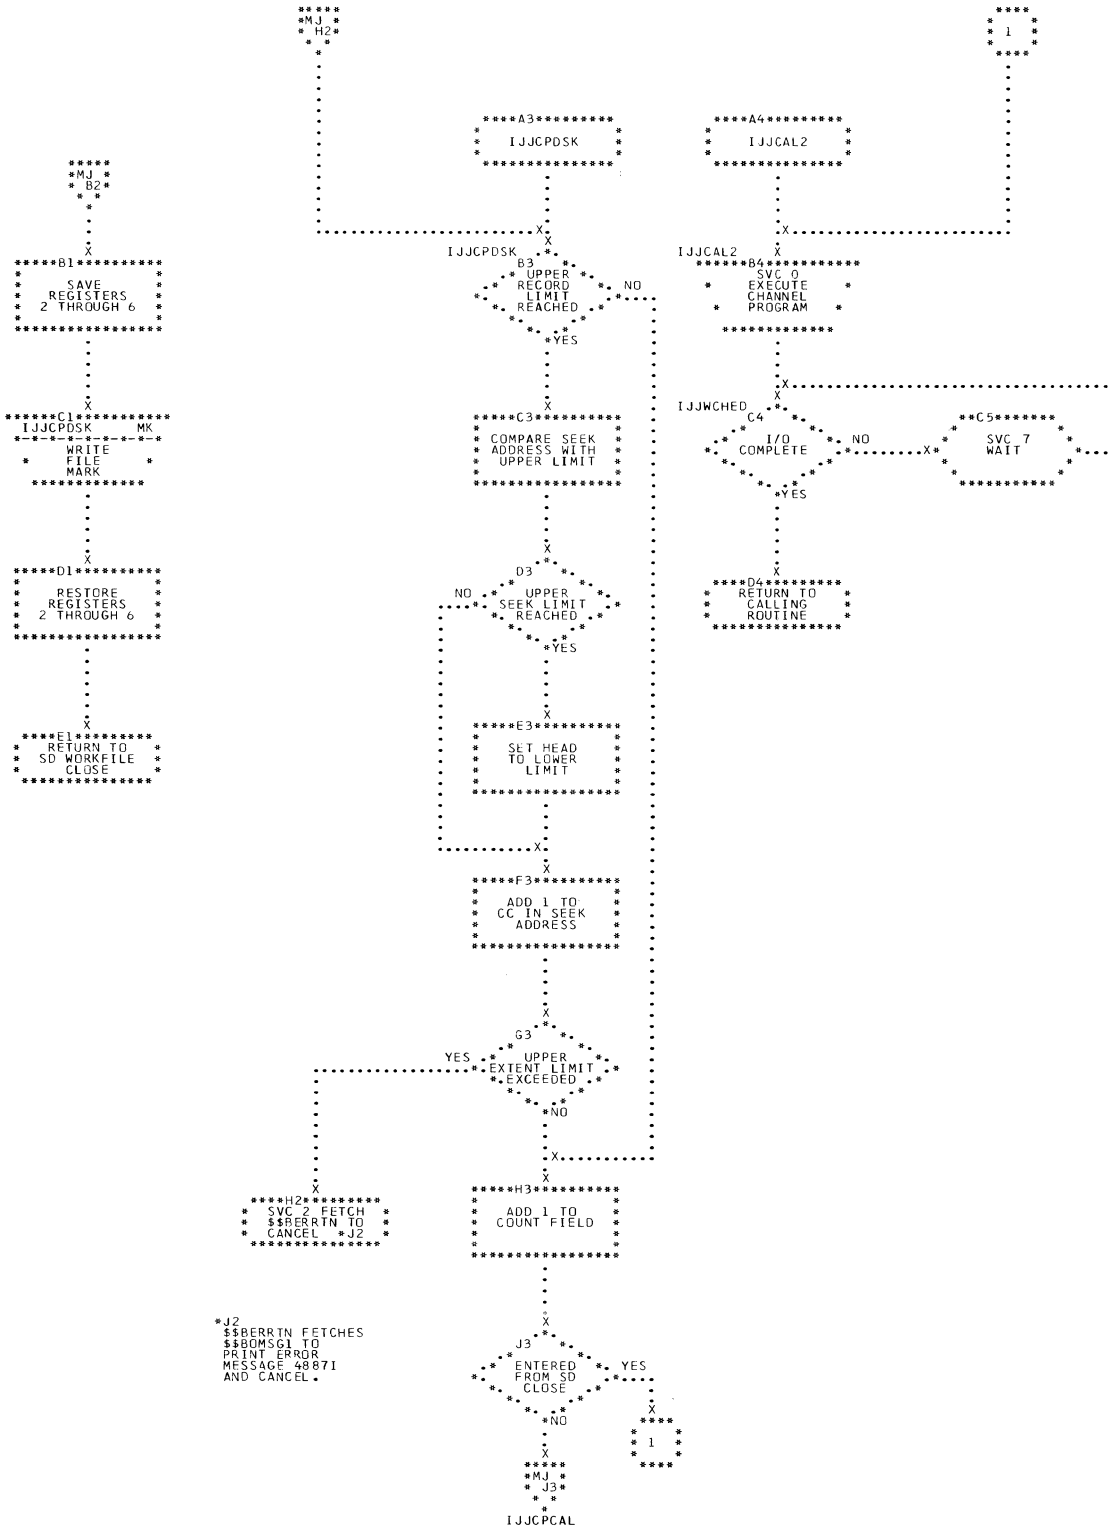 MJ
H2
1
A3
IJJCPDSK
A4
IJJCAL2
MJ
B2
B1
SAVE
REGISTERS
2 THROUGH 6
IJJCPDSK
B3
UPPER
RECORD
LIMIT
REACHED
NO
YES
IJJCAL2
B4
SVC 0
EXECUTE
CHANNEL
PROGRAM
C1
IJJCPDSK MK
WRITE
FILE
MARK
C3
COMPARE SEEK
ADDRESS WITH
UPPER LIMIT
IJJWCHED
C4
I/O
COMPLETE
NO
YES
C5
SVC 7
WAIT
D1
RESTORE
REGISTERS
2 THROUGH 6
D3
UPPER
SEEK LIMIT
REACHED
NO
YES
D4
RETURN TO
CALLING
ROUTINE
E1
RETURN TO
SD WORKFILE
CLOSE
E3
SET HEAD
TO LOWER
LIMIT
F3
ADD 1 TO
CC IN SEEK
ADDRESS
G3
UPPER
EXTENT LIMIT
EXCEEDED
YES
NO
H2
SVC 2 FETCH
$$BERRTN TO
CANCEL *J2
H3
ADD 1 TO
COUNT FIELD
*J2
$$BERRTN FETCHES
$$BOMSG1 TO
PRINT ERROR
MESSAGE 4887I
AND CANCEL.
J3
ENTERED
FROM SD
CLOSE
YES
NO
1
MJ
J3
IJJCPCAL